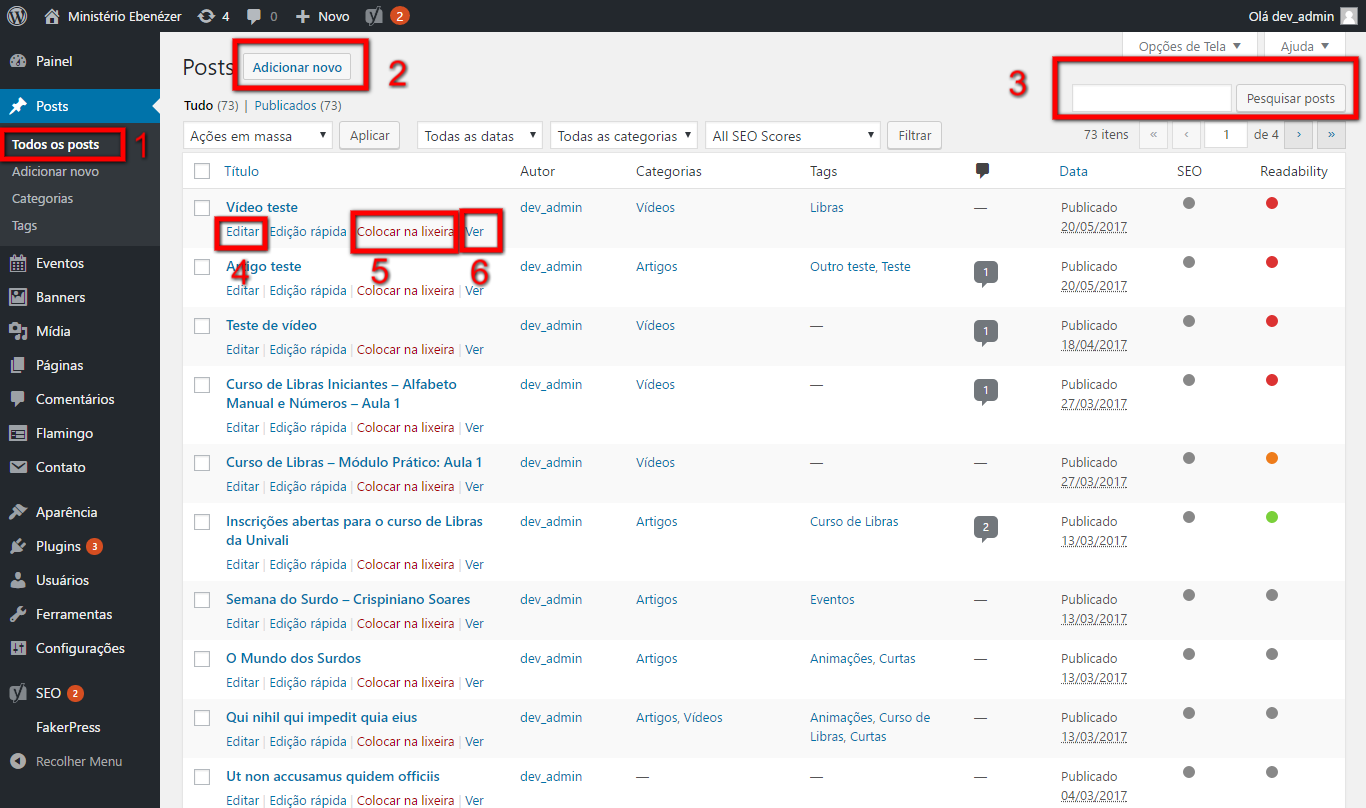 Ministério Ebenézer 4 0 Novo 2 Olá dev_admin
Painel
Posts
Todos os posts 1
Adicionar novo
Categorias
Tags
Eventos
Banners
Mídia
Páginas
Comentários
Flamingo
Contato
Aparência
Plugins 3
Usuários
Ferramentas
Configurações
SEO 2
FakerPress
Recolher Menu
Opções de Tela ▼ Ajuda ▼
Posts Adicionar novo 2
3 Pesquisar posts
Tudo (73) | Publicados (73)
Ações em massa ▼ Aplicar Todas as datas ▼ Todas as categorias ▼ All SEO Scores ▼ Filtrar 73 itens « ‹ 1 de 4 › »
Título Autor Categorias Tags Data SEO Readability
Vídeo teste dev_admin Vídeos Libras — Publicado
Editar | Edição rápida | Colocar na lixeira | Ver 20/05/2017
4 5 6
Artigo teste dev_admin Artigos Outro teste, Teste 1 Publicado
Editar | Edição rápida | Colocar na lixeira | Ver 20/05/2017
Teste de vídeo dev_admin Vídeos — 1 Publicado
Editar | Edição rápida | Colocar na lixeira | Ver 18/04/2017
Curso de Libras Iniciantes – Alfabeto dev_admin Vídeos — 1 Publicado
Manual e Números – Aula 1 27/03/2017
Editar | Edição rápida | Colocar na lixeira | Ver
Curso de Libras – Módulo Prático: Aula 1 dev_admin Vídeos — — Publicado
Editar | Edição rápida | Colocar na lixeira | Ver 27/03/2017
Inscrições abertas para o curso de Libras dev_admin Artigos Curso de Libras 2 Publicado
da Univali 13/03/2017
Editar | Edição rápida | Colocar na lixeira | Ver
Semana do Surdo – Crispiniano Soares dev_admin Artigos Eventos — Publicado
Editar | Edição rápida | Colocar na lixeira | Ver 13/03/2017
O Mundo dos Surdos dev_admin Artigos Animações, Curtas — Publicado
Editar | Edição rápida | Colocar na lixeira | Ver 13/03/2017
Qui nihil qui impedit quia eius dev_admin Artigos, Vídeos Animações, Curso de — Publicado
Libras, Curtas 13/03/2017
Editar | Edição rápida | Colocar na lixeira | Ver
Ut non accusamus quidem officiis dev_admin — — — Publicado
Editar | Edição rápida | Colocar na lixeira | Ver 04/03/2017